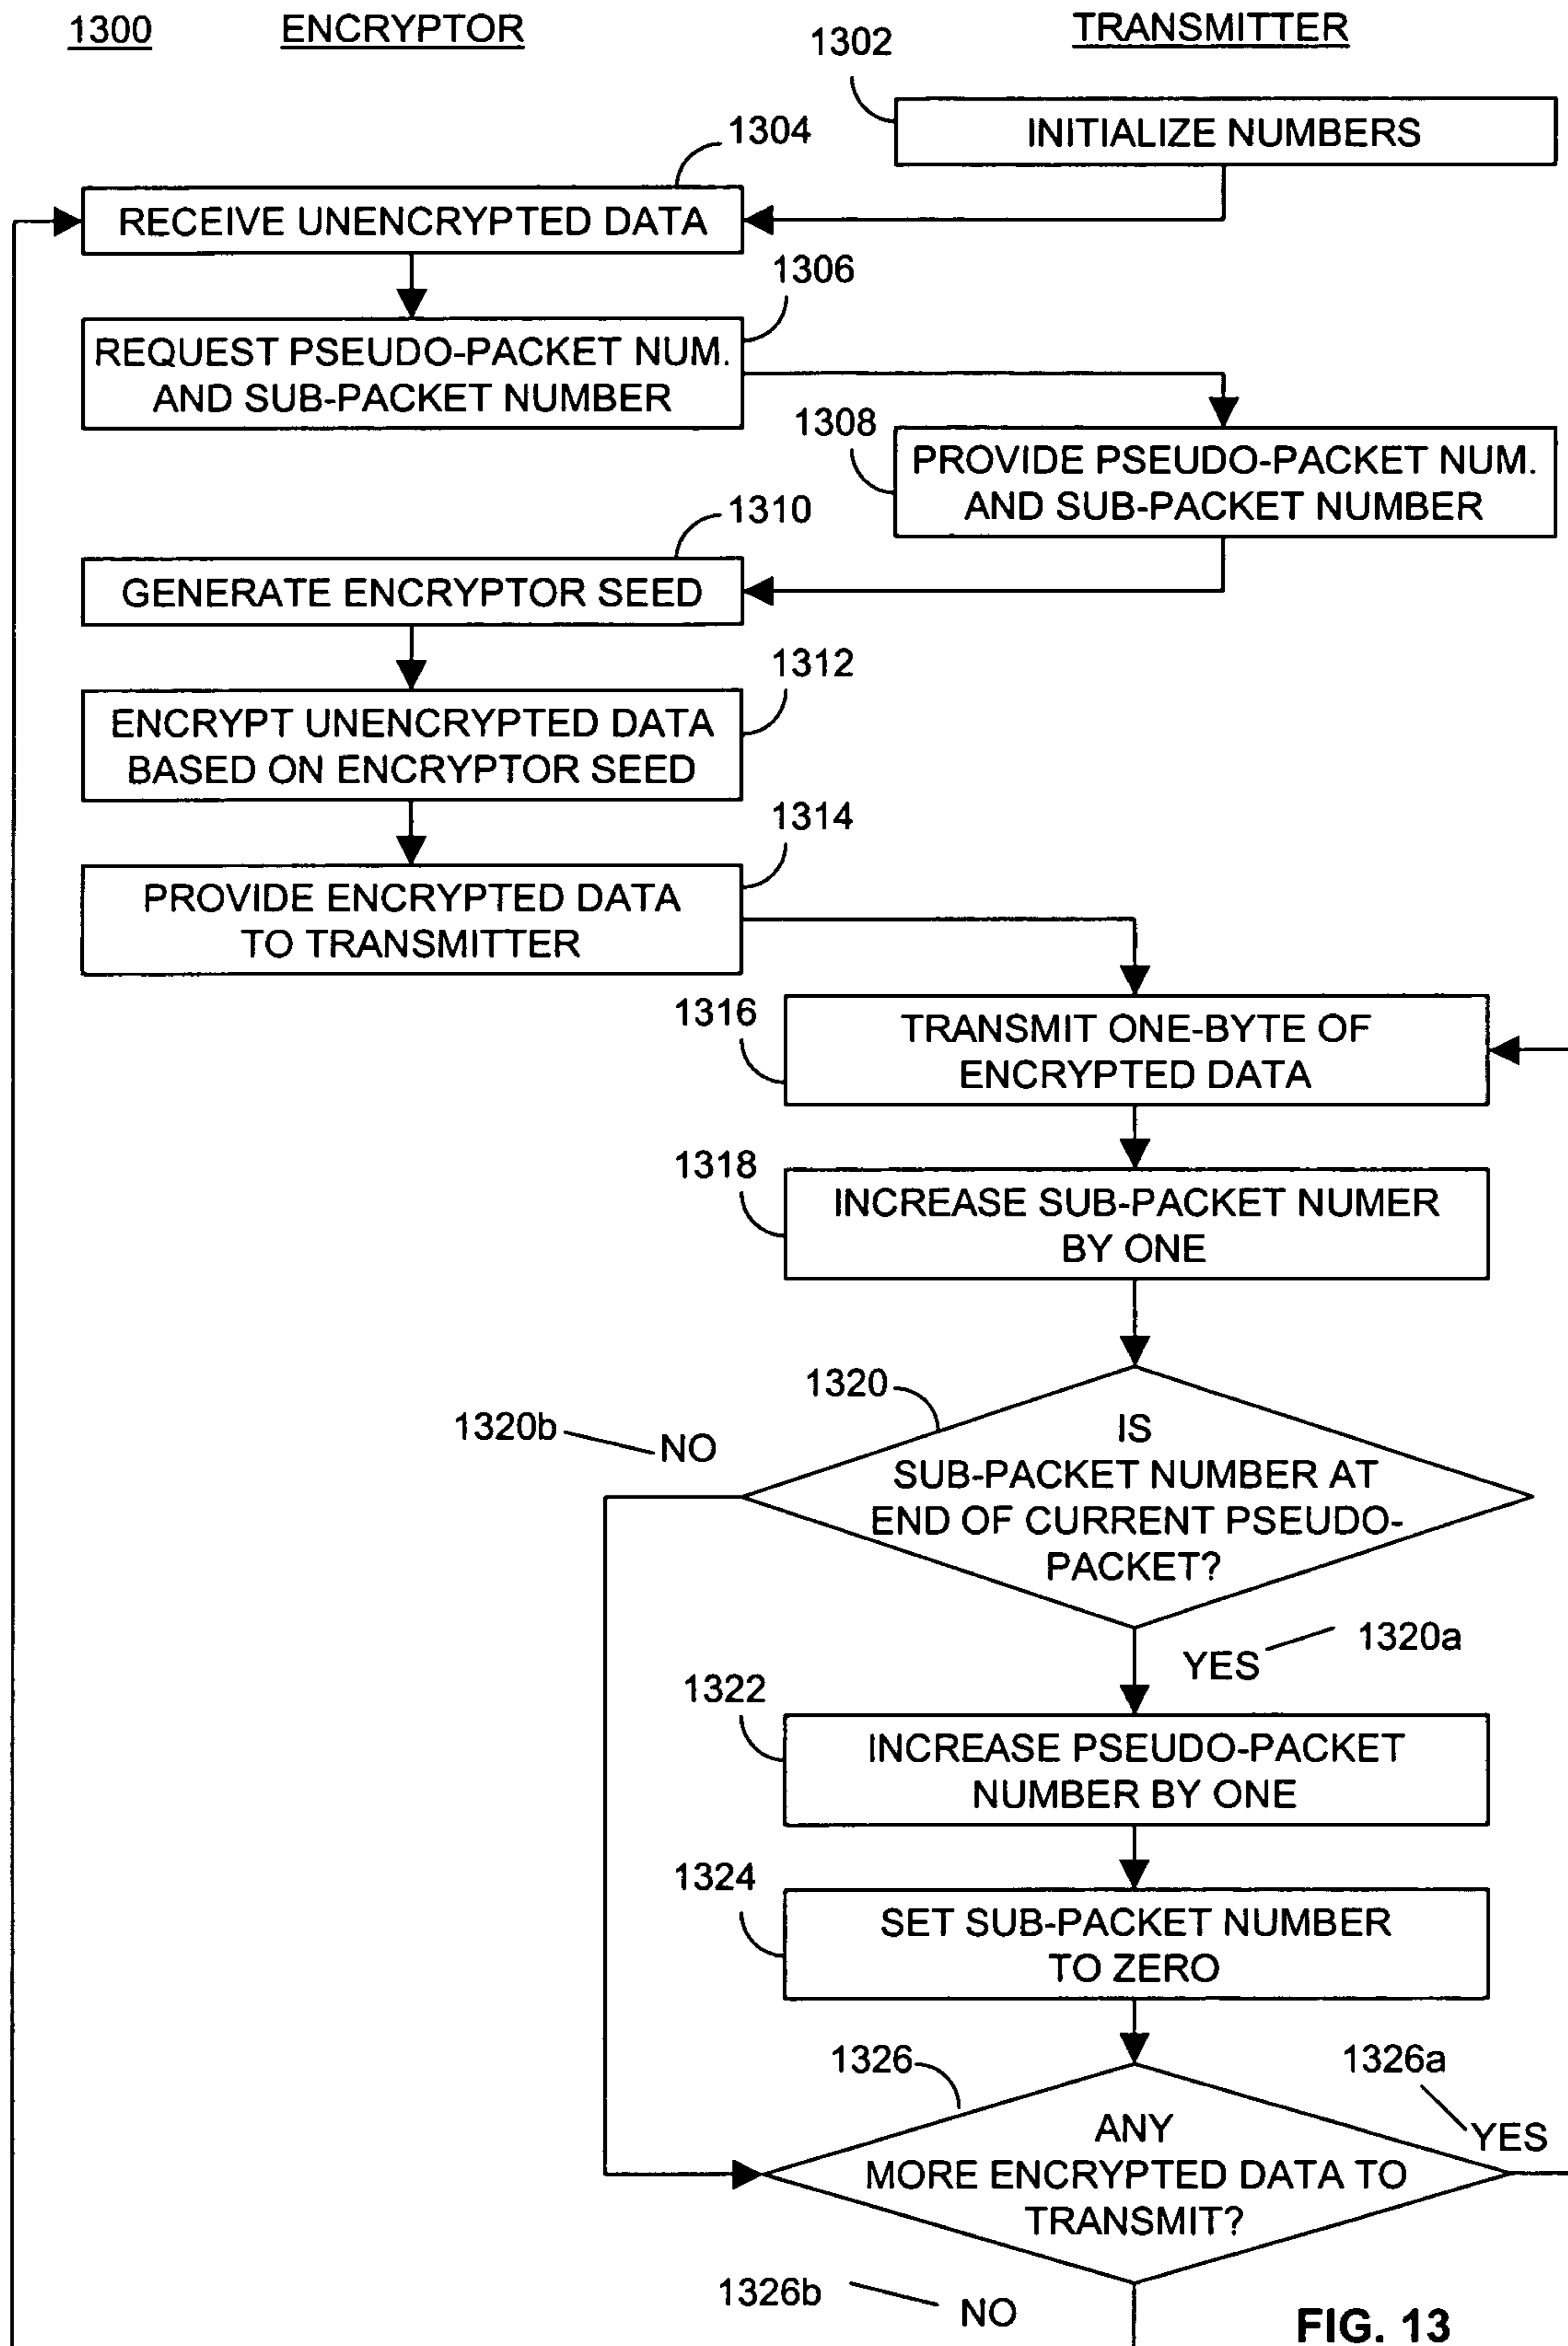 1300
ENCRYPTOR
TRANSMITTER
1302
INITIALIZE NUMBERS
1304
RECEIVE UNENCRYPTED DATA
1306
REQUEST PSEUDO-PACKET NUM.
AND SUB-PACKET NUMBER
1308
PROVIDE PSEUDO-PACKET NUM.
AND SUB-PACKET NUMBER
1310
GENERATE ENCRYPTOR SEED
1312
ENCRYPT UNENCRYPTED DATA
BASED ON ENCRYPTOR SEED
1314
PROVIDE ENCRYPTED DATA
TO TRANSMITTER
1316
TRANSMIT ONE-BYTE OF
ENCRYPTED DATA
1318
INCREASE SUB-PACKET NUMER
BY ONE
1320
1320b
NO
IS
SUB-PACKET NUMBER AT
END OF CURRENT PSEUDO-
PACKET?
1320a
YES
1322
INCREASE PSEUDO-PACKET
NUMBER BY ONE
1324
SET SUB-PACKET NUMBER
TO ZERO
1326
1326a
YES
ANY
MORE ENCRYPTED DATA TO
TRANSMIT?
1326b
NO
FIG. 13